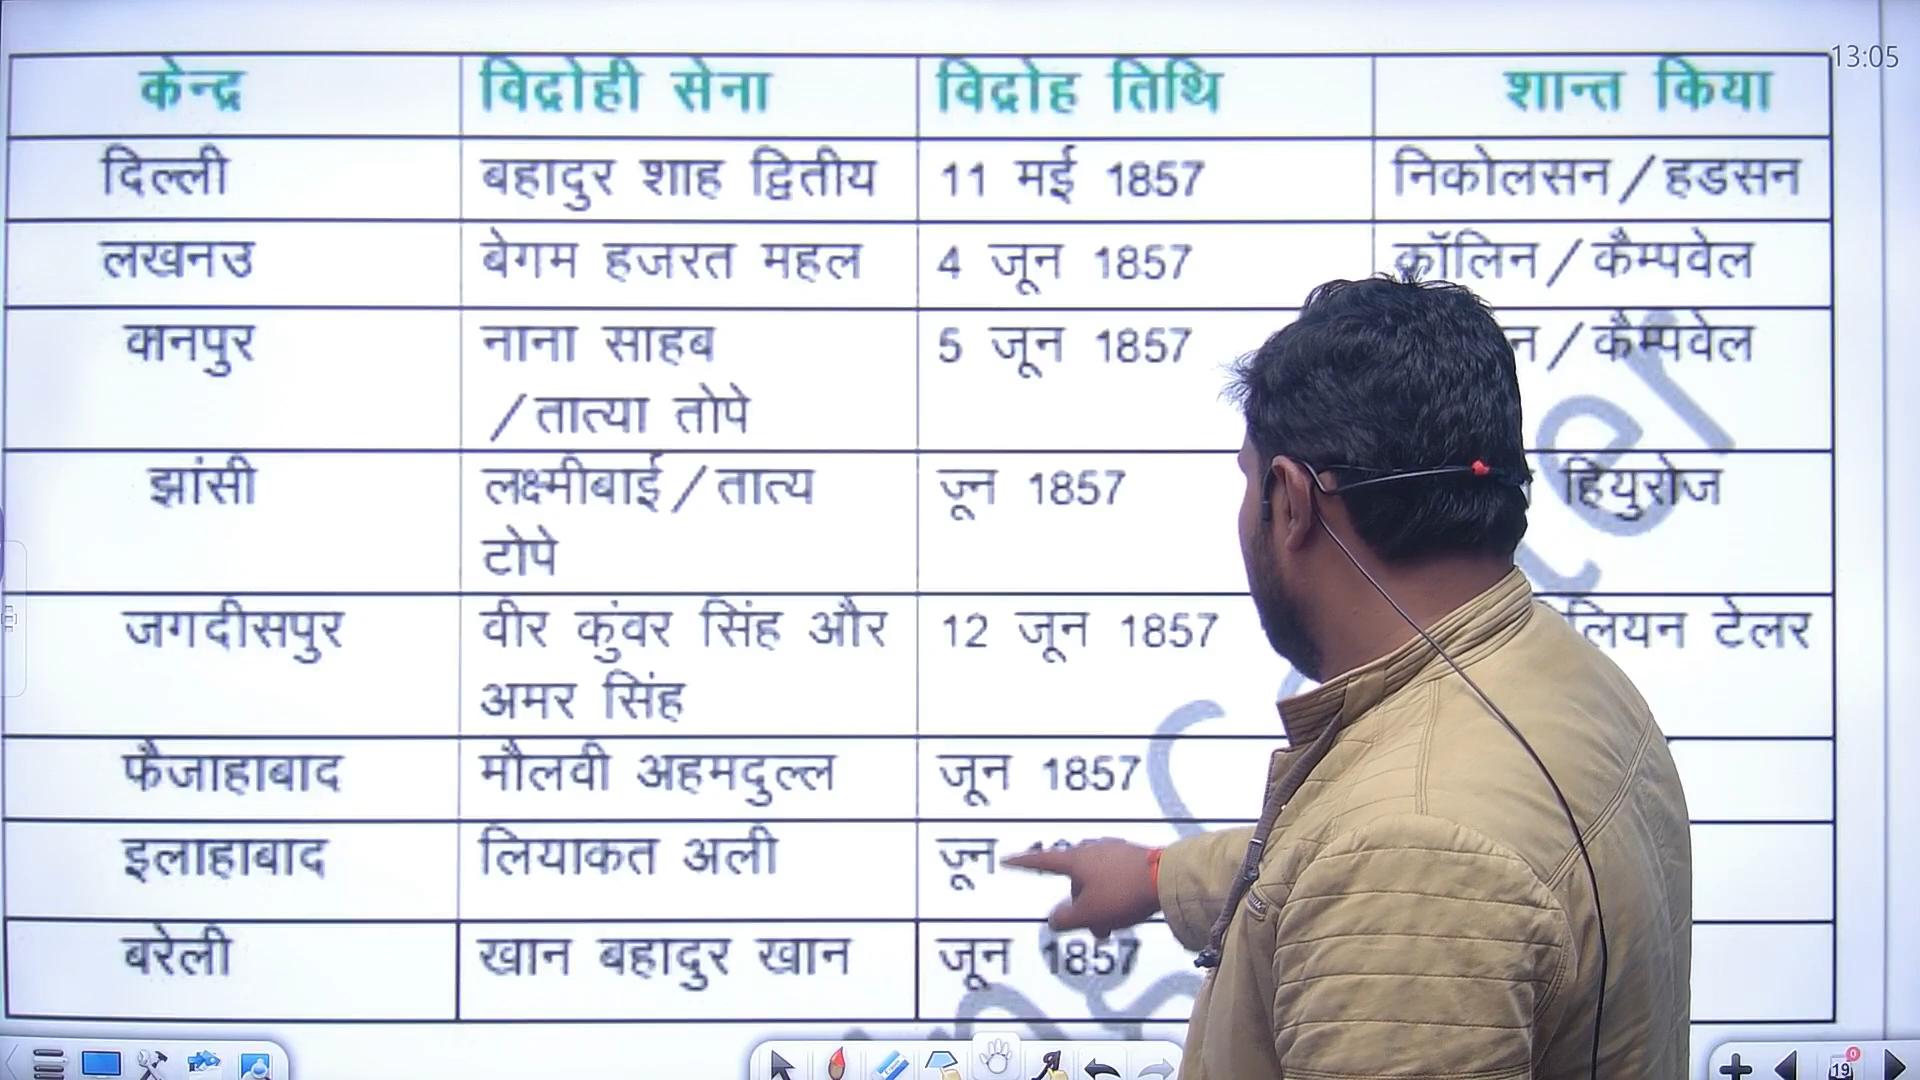 13:05
केन्द्र विद्रोही सेना विद्रोह तिथि शान्त किया
दिल्ली बहादुर शाह द्वितीय 11 मई 1857 निकोलसन/हडसन
लखनउ बेगम हजरत महल 4 जून 1857 कॉलिन/कैम्पवेल
कानपुर नाना साहब 5 जून 1857 /कैम्पवेल
/तात्या तोपे
झांसी लक्ष्मीबाई/तात्य जून 1857 हियुरोज
टोपे
जगदीसपुर वीर कुंवर सिंह और 12 जून 1857 टेलर
अमर सिंह
फैजाहाबाद मौलवी अहमदुल्ल जून 1857
इलाहाबाद लियाकत अली जून
बरेली खान बहादुर खान जून 1857
19